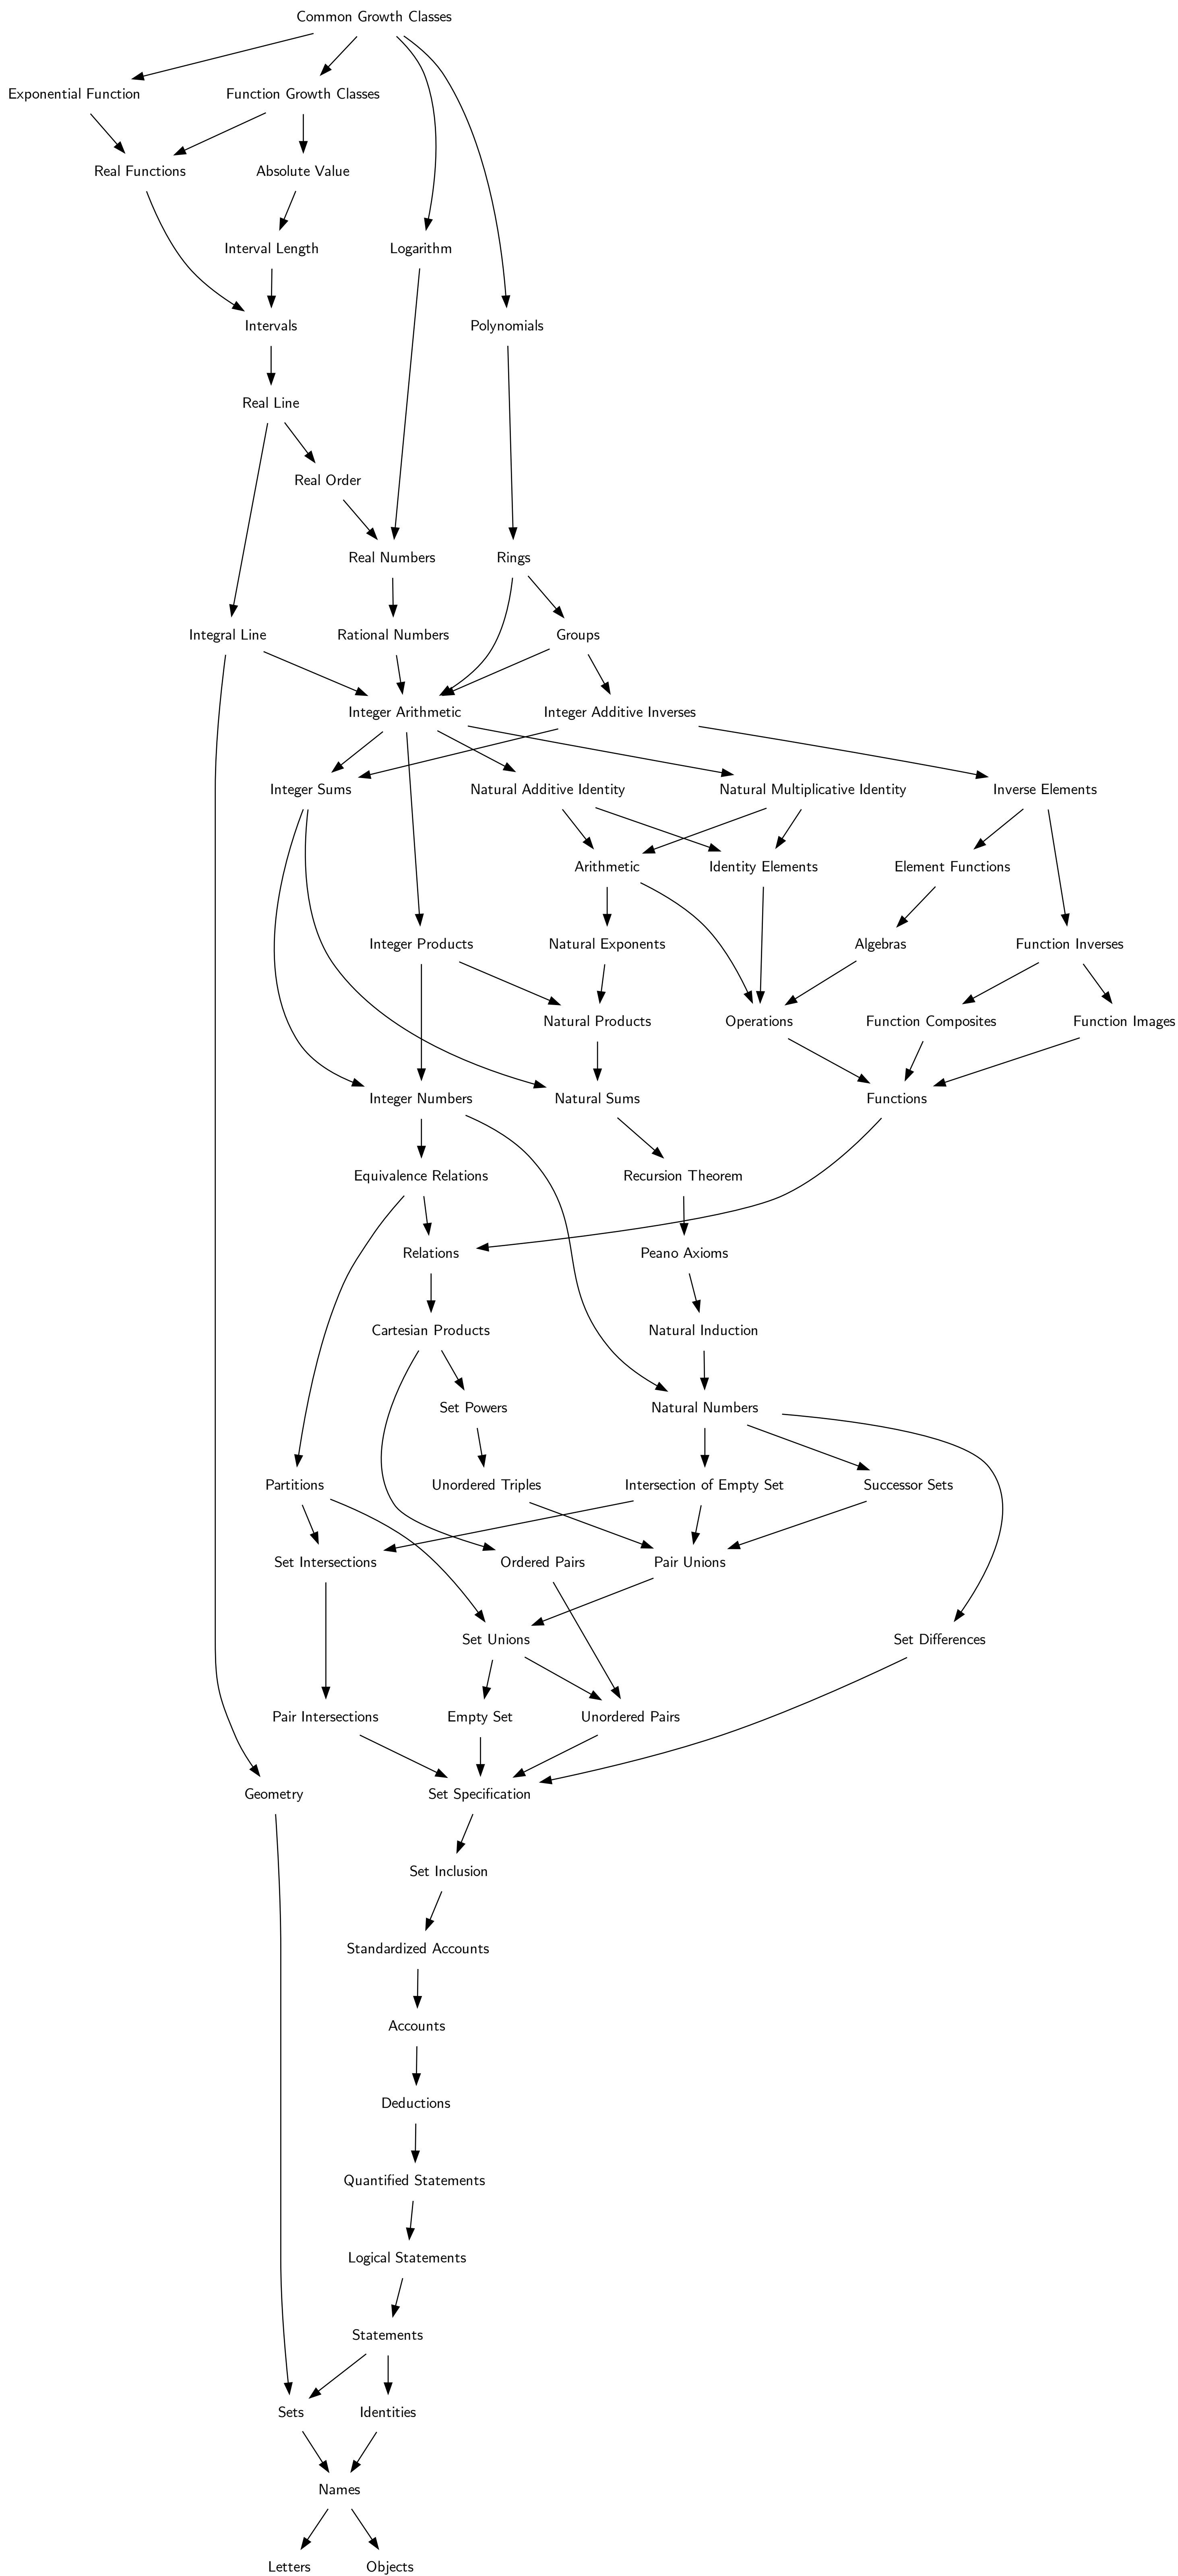 Common Growth Classes
Exponential Function
Function Growth Classes
Real Functions
Absolute Value
Interval Length
Logarithm
Intervals
Polynomials
Real Line
Real Order
Real Numbers
Rings
Integral Line
Rational Numbers
Groups
Integer Arithmetic
Integer Additive Inverses
Integer Sums
Natural Additive Identity
Natural Multiplicative Identity
Inverse Elements
Arithmetic
Identity Elements
Element Functions
Integer Products
Natural Exponents
Algebras
Function Inverses
Natural Products
Operations
Function Composites
Function Images
Integer Numbers
Natural Sums
Functions
Equivalence Relations
Recursion Theorem
Relations
Peano Axioms
Cartesian Products
Natural Induction
Set Powers
Natural Numbers
Partitions
Unordered Triples
Intersection of Empty Set
Successor Sets
Set Intersections
Ordered Pairs
Pair Unions
Set Unions
Set Differences
Pair Intersections
Empty Set
Unordered Pairs
Geometry
Set Specification
Set Inclusion
Standardized Accounts
Accounts
Deductions
Quantified Statements
Logical Statements
Statements
Sets
Identities
Names
Letters
Objects